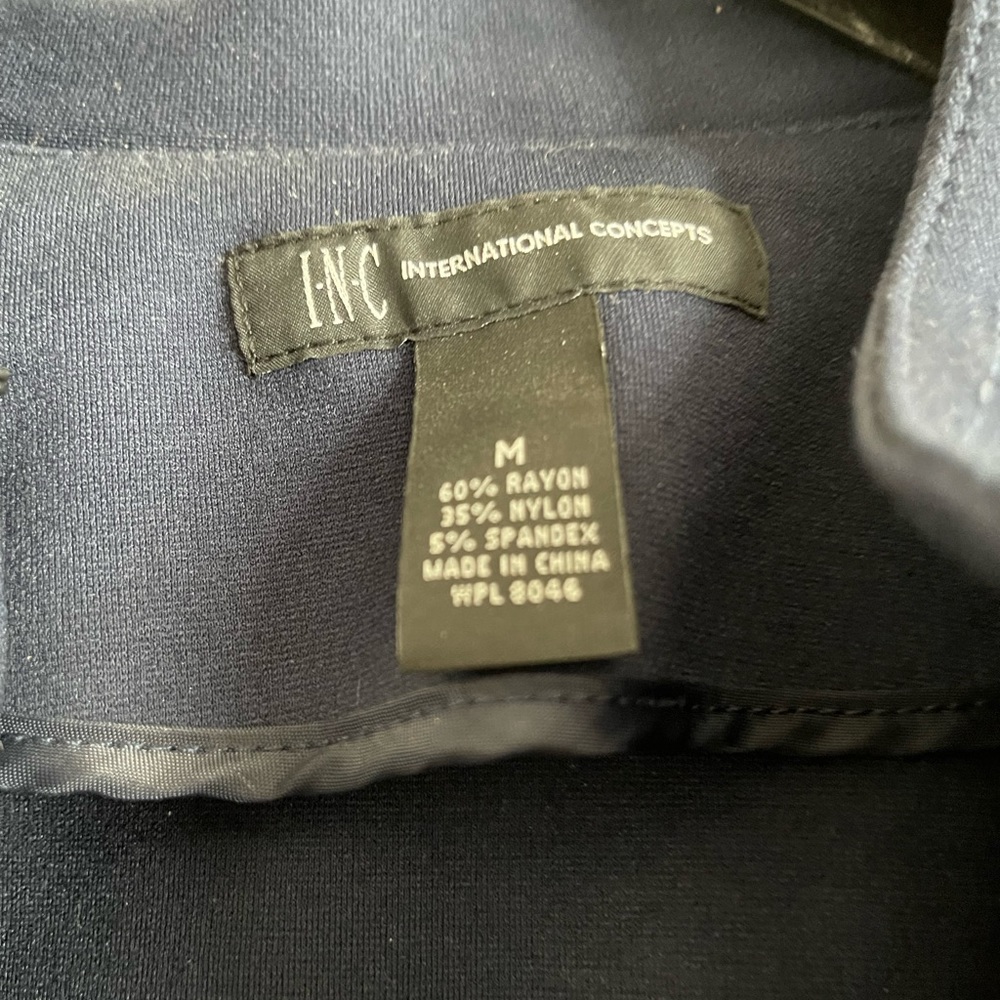 I·N·C INTERNATIONAL CONCEPTS
M
60% RAYON
35% NYLON
5% SPANDEX
MADE IN CHINA
WPL 8046